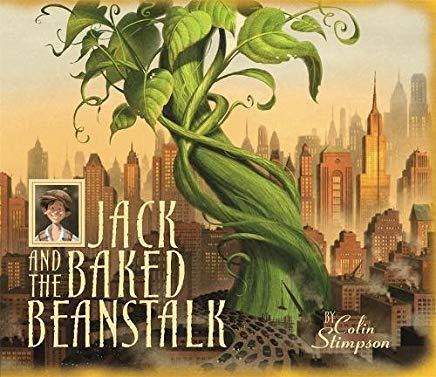 JACK
AND THE BAKED
BEANSTALK
BY Colin
Stimpson